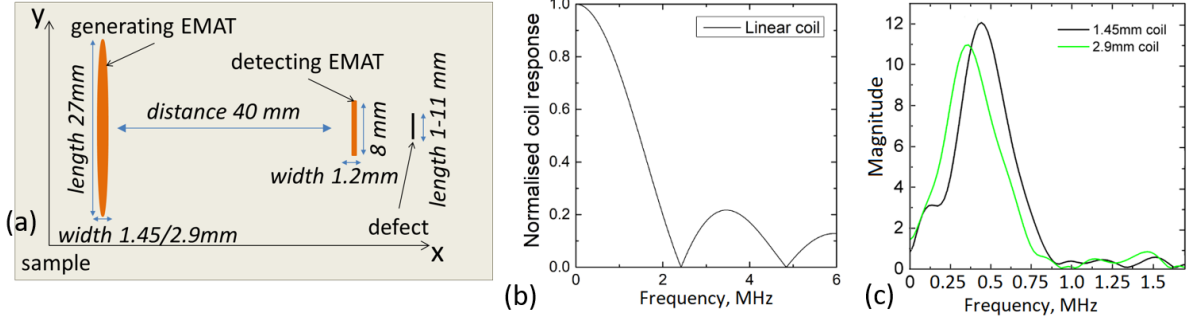 y
generating EMAT
detecting EMAT
length 27mm
distance 40 mm
8 mm
length 1-11 mm
width 1.2mm
(a)
width 1.45/2.9mm
defect
x
sample
Normalised coil response
1.0
0.8
0.6
0.4
0.2
0.0
Linear coil
2
4
6
Frequency, MHz
(b)
Magnitude
12
10
8
6
4
2
0
1.45mm coil
2.9mm coil
0
0.25
0.5
0.75
1.0
1.25
1.5
Frequency, MHz
(c)